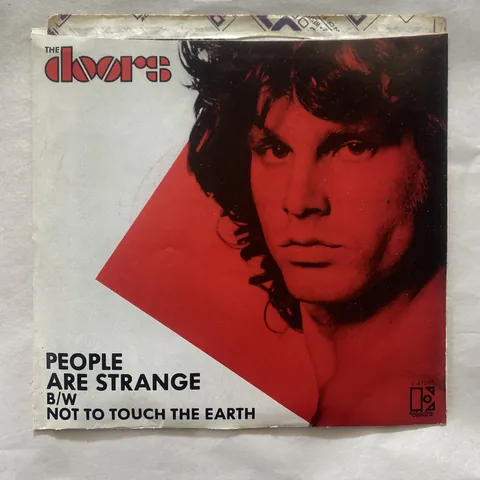 THE
doors
PEOPLE
ARE STRANGE
B/W
NOT TO TOUCH THE EARTH